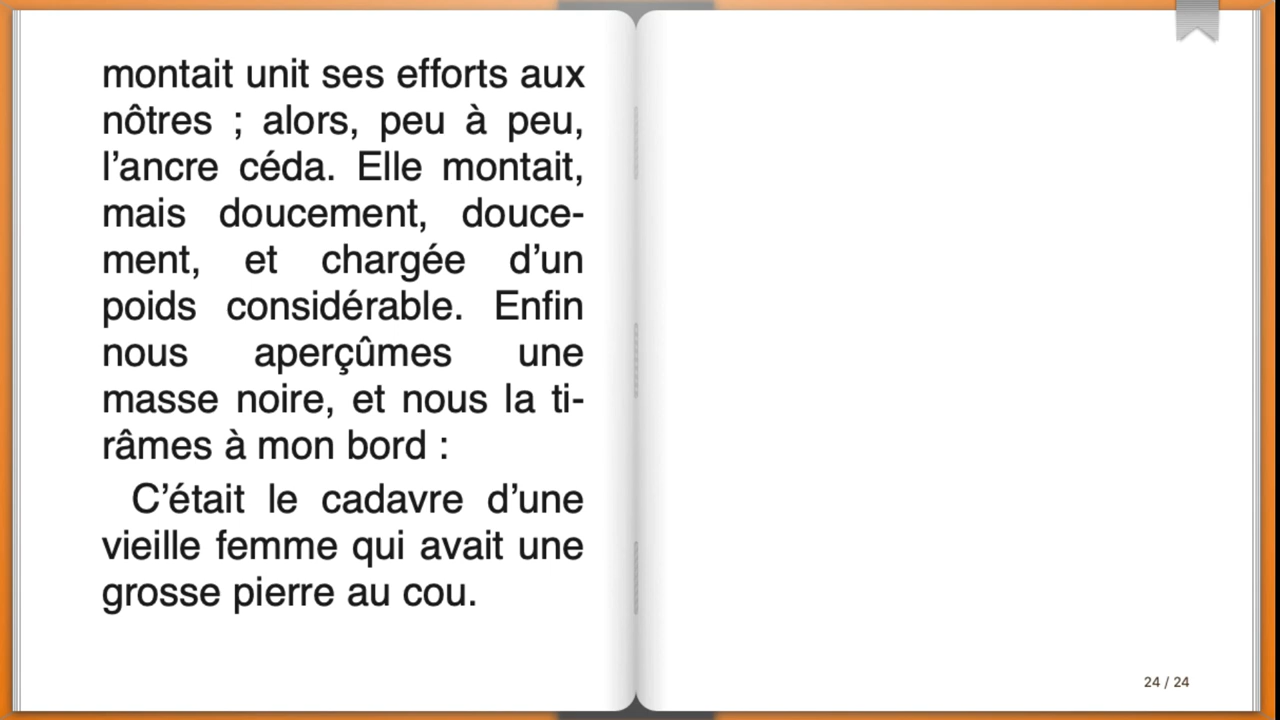 montait unit ses efforts aux
nôtres ; alors, peu à peu,
l’ancre céda. Elle montait,
mais doucement, douce-
ment, et chargée d’un
poids considérable. Enfin
nous aperçûmes une
masse noire, et nous la ti-
râmes à mon bord :
C’était le cadavre d’une
vieille femme qui avait une
grosse pierre au cou.
24 / 24